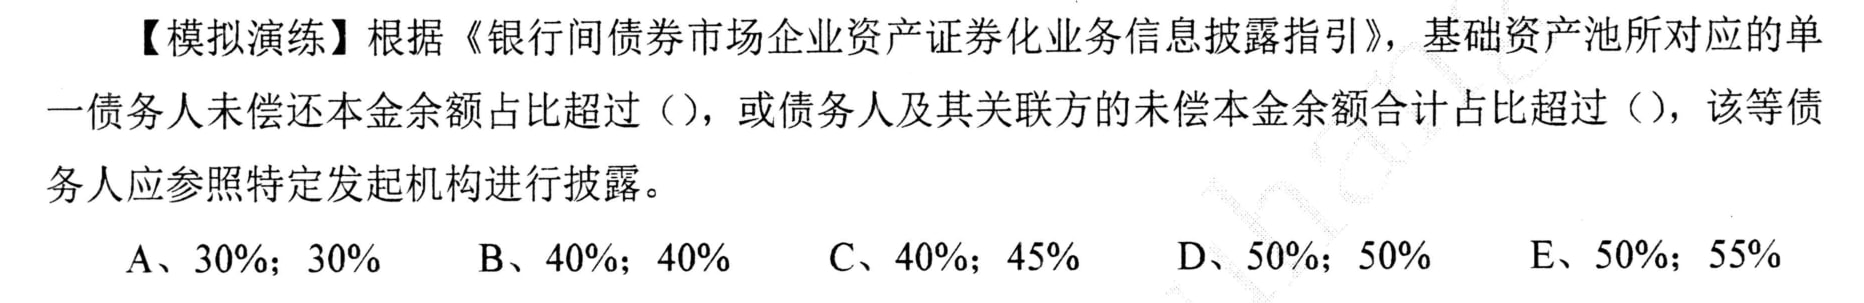 【模拟演练】根据《银行间债券市场企业资产证券化业务信息披露指引》，基础资产池所对应的单
一债务人未偿还本金余额占比超过（），或债务人及其关联方的未偿本金余额合计占比超过（），该等债
务人应参照特定发起机构进行披露。
A、30%；30% B、40%；40% C、40%；45% D、50%；50% E、50%；55%